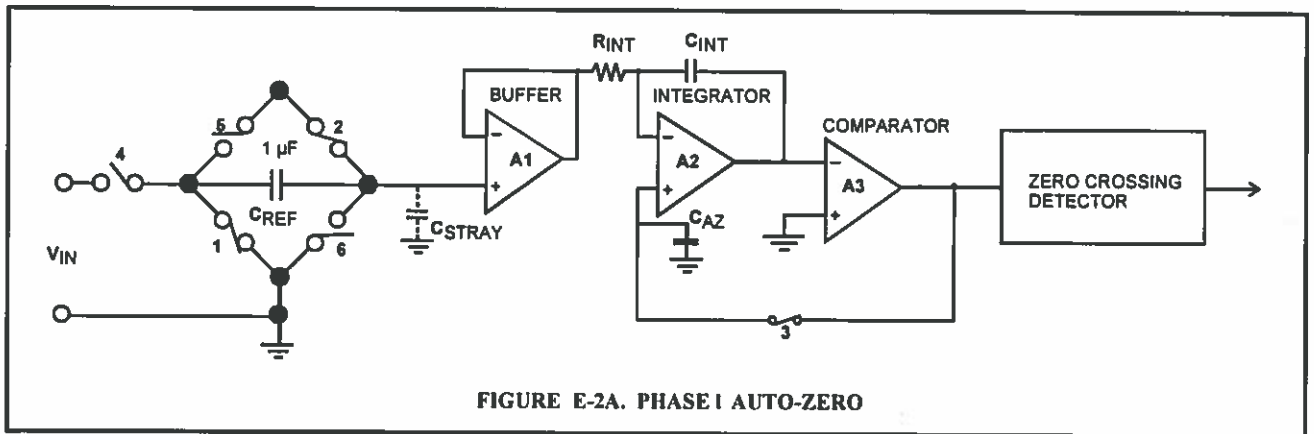 RINT
CINT
BUFFER
INTEGRATOR
COMPARATOR
5
2
4
1 µF
−
A1
+
−
A2
+
−
A3
+
ZERO CROSSING
DETECTOR
CREF
CSTRAY
CAZ
1
6
VIN
3
FIGURE E-2A. PHASE I AUTO-ZERO